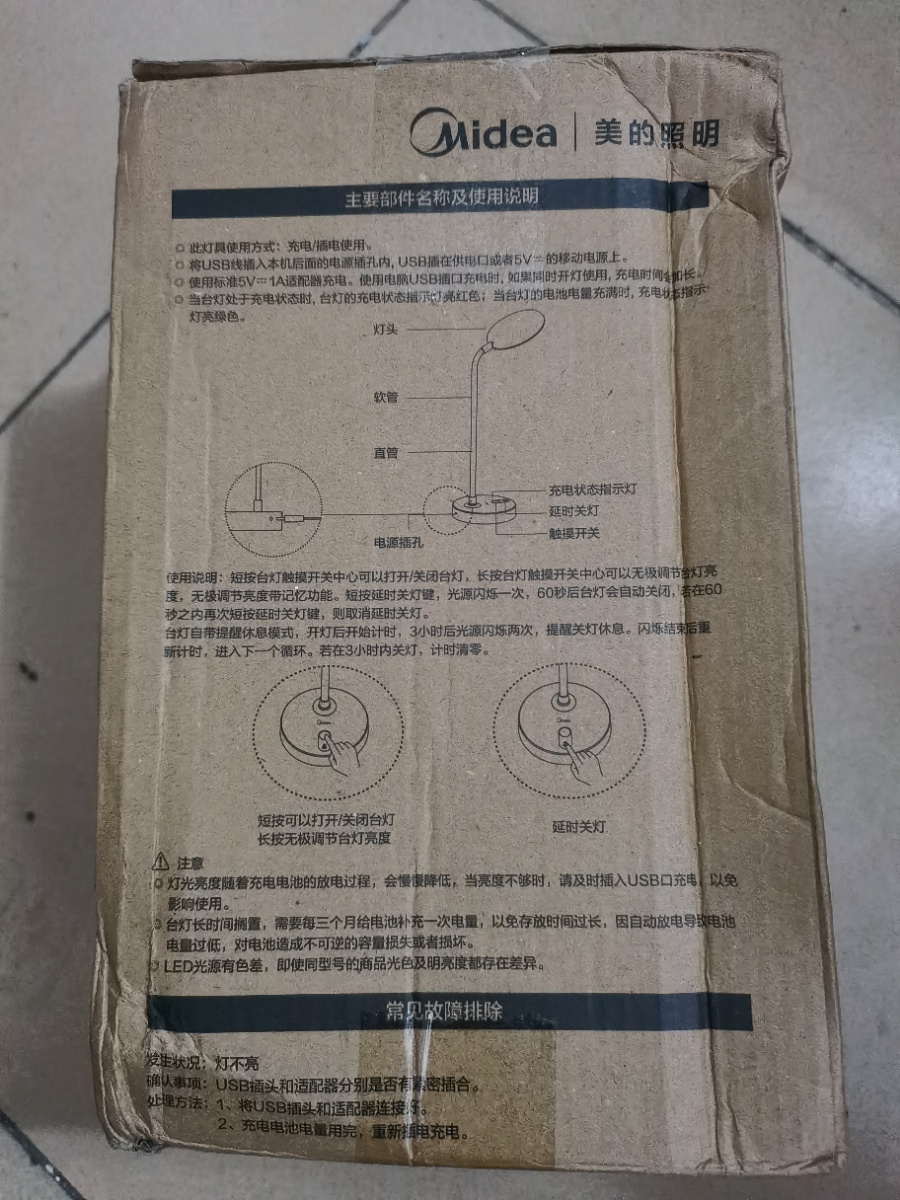 Midea | 美的照明
主要部件名称及使用说明
此灯具使用方式：充电/插电使用。
将USB线插入本机后面的电源插孔内, USB插在供电口或者5V⎓的移动电源上。
使用标准5V⎓1A适配器充电。使用电脑USB插口充电时, 如果同时开灯使用, 充电时间会加长。
当台灯处于充电状态时, 台灯的充电状态指示灯亮红色；当台灯的电池电量充满时, 充电状态指示
灯亮绿色。
灯头
软管
直管
充电状态指示灯
延时关灯
触摸开关
电源插孔
使用说明：短按台灯触摸开关中心可以打开/关闭台灯，长按台灯触摸开关中心可以无极调节台灯亮
度，无极调节亮度带记忆功能。短按延时关灯键，光源闪烁一次，60秒后台灯会自动关闭, 若在60
秒之内再次短按延时关灯键，则取消延时关灯。
台灯自带提醒休息模式，开灯后开始计时，3小时后光源闪烁两次，提醒关灯休息。闪烁结束后重
新计时，进入下一个循环。若在3小时内关灯，计时清零。
短按可以打开/关闭台灯
长按无极调节台灯亮度
延时关灯
注意
灯光亮度随着充电电池的放电过程，会慢慢降低，当亮度不够时，请及时插入USB口充电，以免
影响使用。
台灯长时间搁置，需要每三个月给电池补充一次电量，以免存放时间过长，因自动放电导致电池
电量过低，对电池造成不可逆的容量损失或者损坏。
LED光源有色差，即使同型号的商品光色及明亮度都存在差异。
常见故障排除
发生状况：灯不亮
确认事项：USB插头和适配器分别是否有紧密插合。
处理方法：1、将USB插头和适配器连接好。
2、充电电池电量用完，重新插电充电。